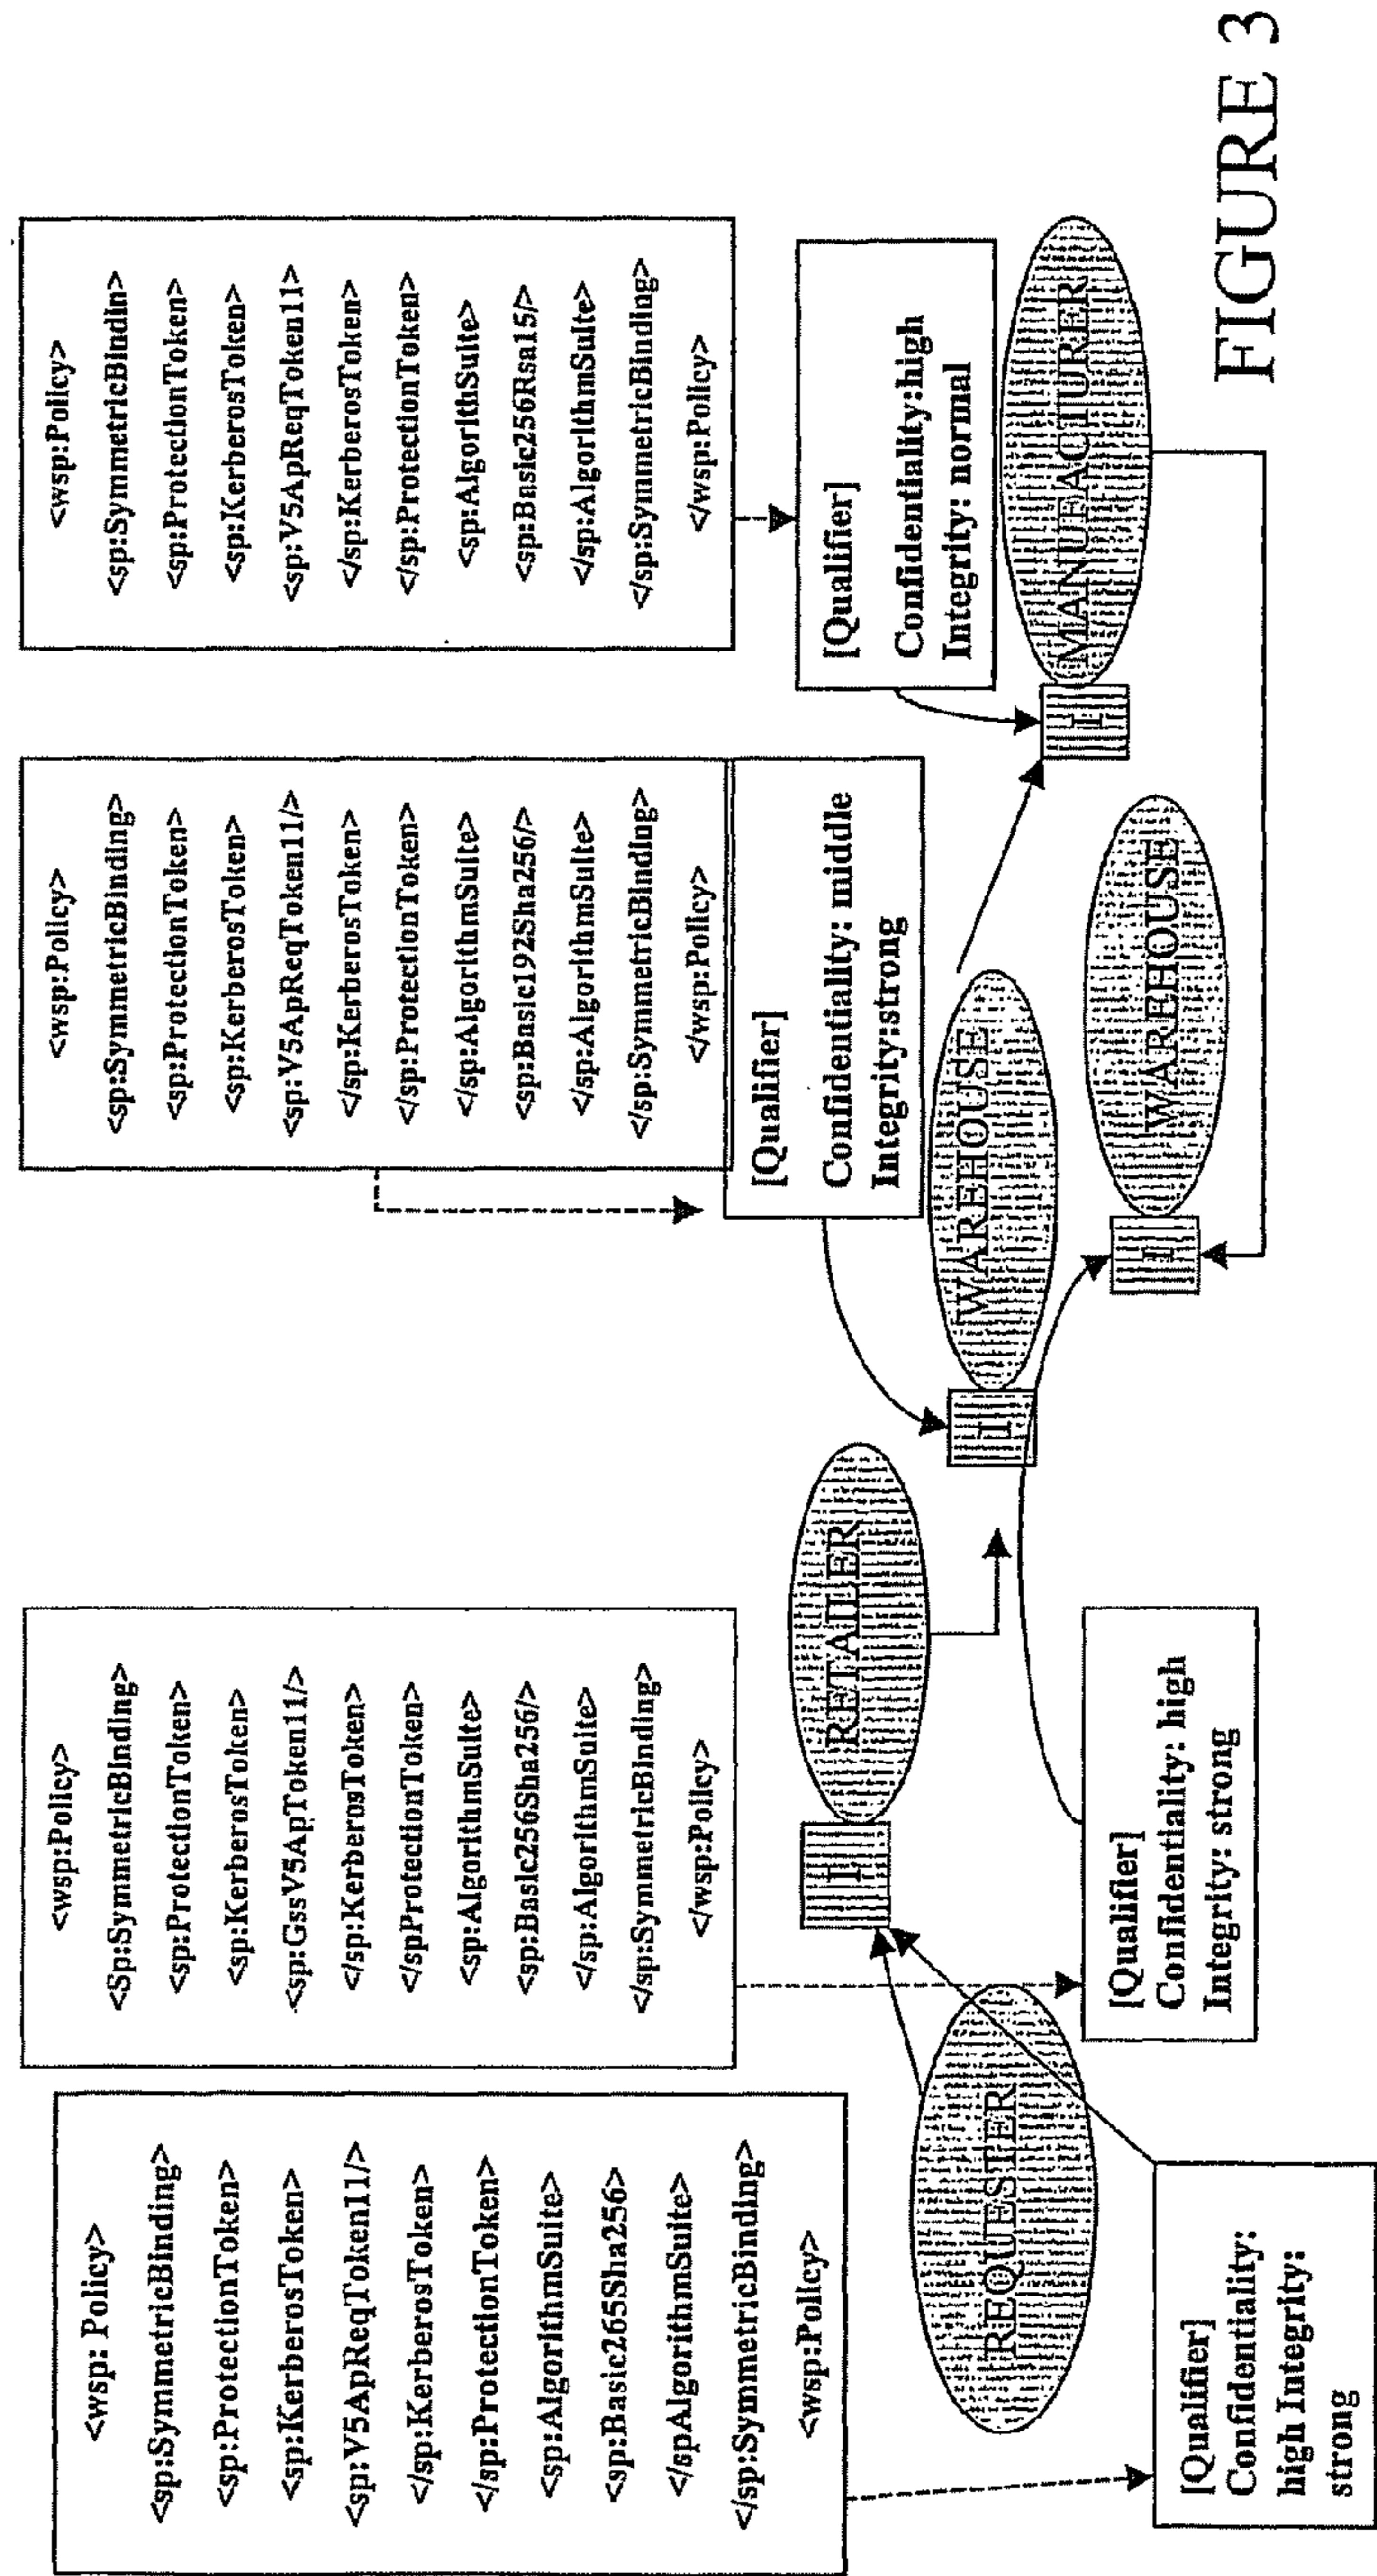 <wsp: Policy>
<sp:SymmetricBinding>
<sp:ProtectionToken>
<sp:KerberosToken>
<sp:V5ApReqToken11/>
</sp:KerberosToken>
</sp:ProtectionToken>
<sp:AlgorithmSuite>
<sp:Basic265Sha256>
</spAlgorithmSuite>
</sp:SymmetricBinding>
<wsp:Policy>
<wsp:Policy>
<Sp:SymmetricBinding>
<sp:ProtectionToken>
<sp:KerberosToken>
<sp:GssV5ApToken11/>
</sp:KerberosToken>
</spProtectionToken>
<sp:AlgorithmSuite>
<sp:Basic256Sha256/>
</sp:AlgorithmSuite>
</sp:SymmetricBinding>
</wsp:Policy>
<wsp:Policy>
<sp:SymmetricBinding>
<sp:ProtectionToken>
<sp:KerberosToken>
<sp:V5ApReqToken11/>
</sp:KerberosToken>
</sp:ProtectionToken>
</sp:AlgorithmSuite>
<sp:Basic192Sha256/>
</sp:AlgorithmSuite>
</sp:SymmetricBinding>
</wsp:Policy>
<wsp:Policy>
<sp:SymmetricBindin>
<sp:ProtectionToken>
<sp:KerberosToken>
<sp:V5ApReqToken11>
</sp:KerberosToken>
</sp:ProtectionToken>
<sp:AlgorithSuite>
<sp:Basic256Rsa15/>
</sp:AlgorithmSuite>
</sp:SymmetricBinding>
</wsp:Policy>
[Qualifier]
Confidentiality: middle
Integrity:strong
[Qualifier]
Confidentiality:high
Integrity: normal
REQUESTER
I
RETAILER
I
WAREHOUSE
I
MANUFACTURER
I
WAREHOUSE
[Qualifier]
Confidentiality:
high Integrity:
strong
[Qualifier]
Confidentiality: high
Integrity: strong
FIGURE 3